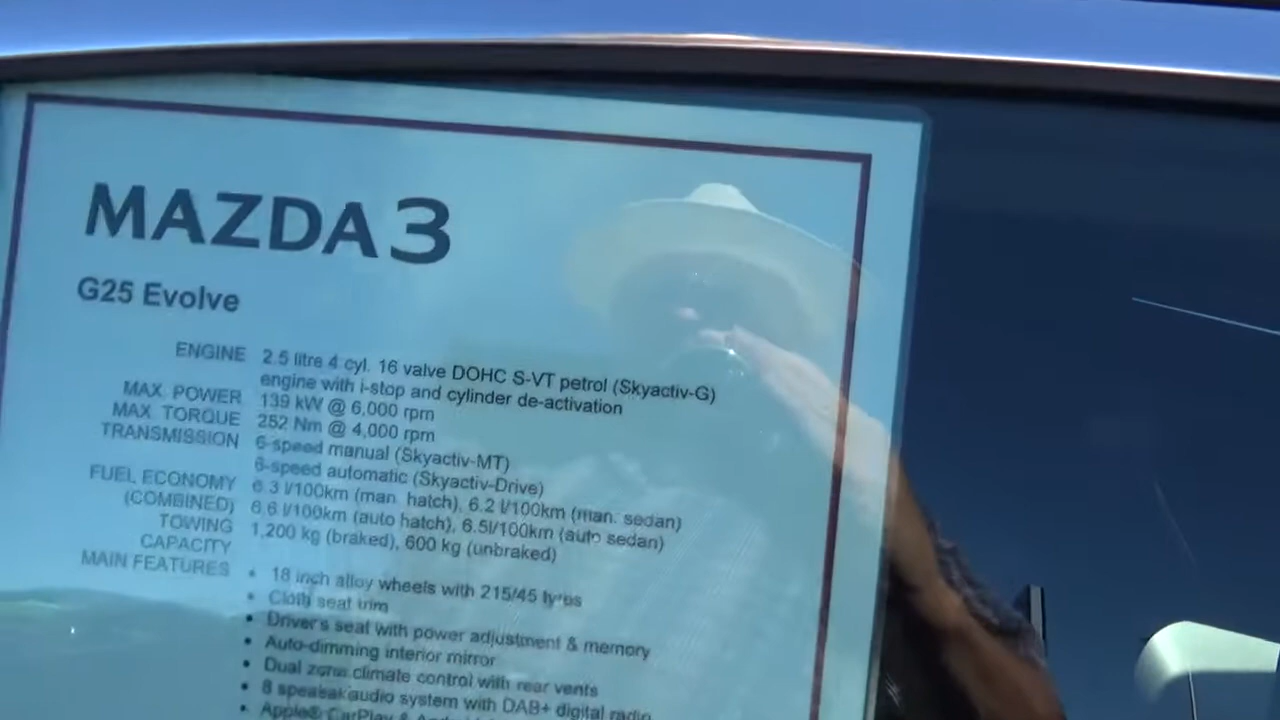 MAZDA3
G25 Evolve
ENGINE 2.5 litre 4 cyl. 16 valve DOHC S-VT petrol (Skyactiv-G)
engine with i-stop and cylinder de-activation
MAX. POWER 139 kW @ 6,000 rpm
MAX. TORQUE 252 Nm @ 4,000 rpm
TRANSMISSION 6-speed manual (Skyactiv-MT)
6-speed automatic (Skyactiv-Drive)
FUEL ECONOMY 6.3 l/100km (man. hatch), 6.2 l/100km (man. sedan)
(COMBINED) 6.6 l/100km (auto hatch), 6.5l/100km (auto sedan)
TOWING 1,200 kg (braked), 600 kg (unbraked)
CAPACITY
MAIN FEATURES • 18 inch alloy wheels with 215/45 tyres
• Cloth seat trim
• Driver's seat with power adjustment & memory
• Auto-dimming interior mirror
• Dual zone climate control with rear vents
• 8 speaker audio system with DAB+ digital radio
• Apple® CarPlay &